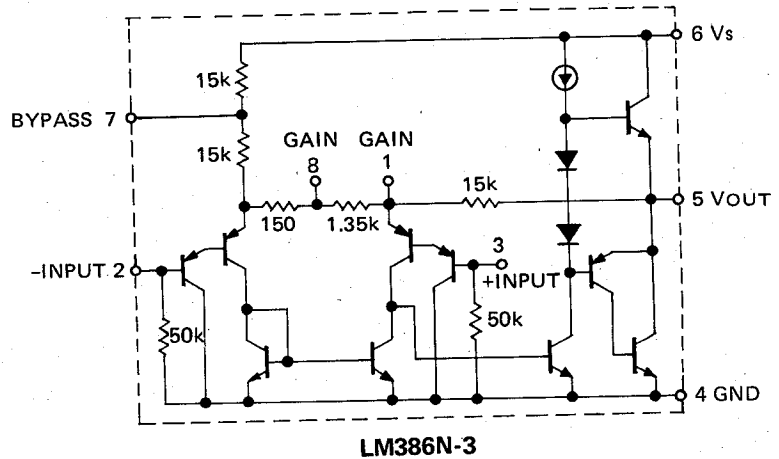 6 Vs
15k
BYPASS 7
15k
GAIN
8
GAIN
1
15k
150
1.35k
5 VOUT
-INPUT 2
3
+INPUT
50k
50k
4 GND
LM386N-3